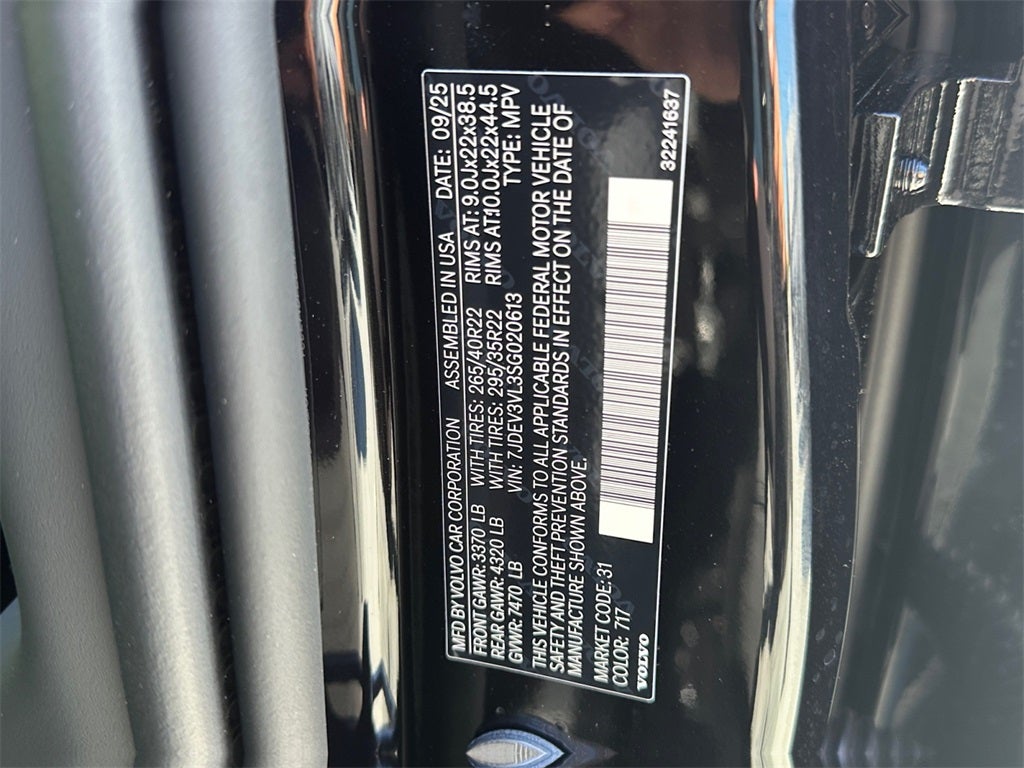 MFD BY VOLVO CAR CORPORATION ASSEMBLED IN USA DATE: 09/25
FRONT GAWR: 3370 LB WITH TIRES: 265/40R22 RIMS AT: 9.0Jx22x38.5
REAR GAWR: 4320 LB WITH TIRES: 295/35R22 RIMS AT: 10.0Jx22x44.5
GVWR: 7470 LB VIN: 7JDEV3VL3SG020613 TYPE: MPV
THIS VEHICLE CONFORMS TO ALL APPLICABLE FEDERAL MOTOR VEHICLE
SAFETY AND THEFT PREVENTION STANDARDS IN EFFECT ON THE DATE OF
MANUFACTURE SHOWN ABOVE.
MARKET CODE: 31
COLOR: 717
VOLVO
32241637